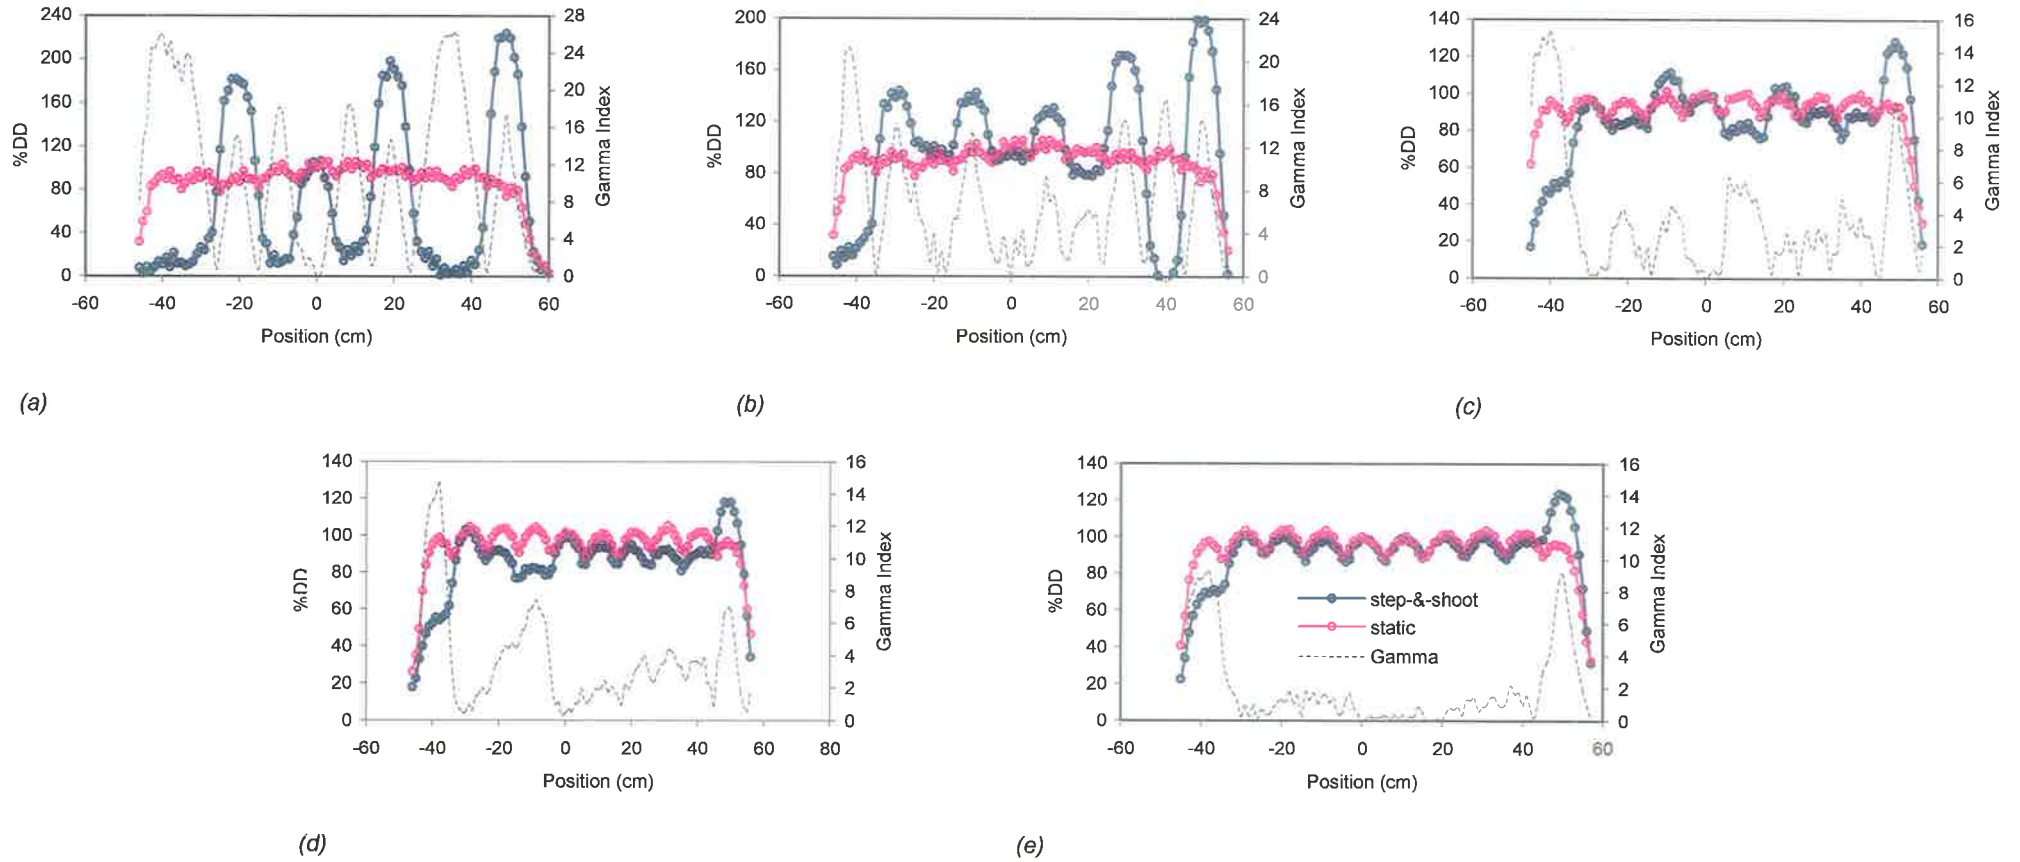 240
200
160
120
80
40
0
28
24
20
16
12
8
4
0
%DD
Gamma Index
-60 -40 -20 0 20 40 60
Position (cm)
(a)
200
160
120
80
40
0
24
20
16
12
8
4
0
%DD
Gamma Index
-60 -40 -20 0 20 40 60
Position (cm)
(b)
140
120
100
80
60
40
20
0
16
14
12
10
8
6
4
2
0
%DD
Gamma Index
-60 -40 -20 0 20 40 60
Position (cm)
(c)
140
120
100
80
60
40
20
0
16
14
12
10
8
6
4
2
0
%DD
Gamma Index
-60 -40 -20 0 20 40 60 80
Position (cm)
(d)
140
120
100
80
60
40
20
0
16
14
12
10
8
6
4
2
0
%DD
Gamma Index
step-&-shoot
static
Gamma
-60 -40 -20 0 20 40 60
Position (cm)
(e)